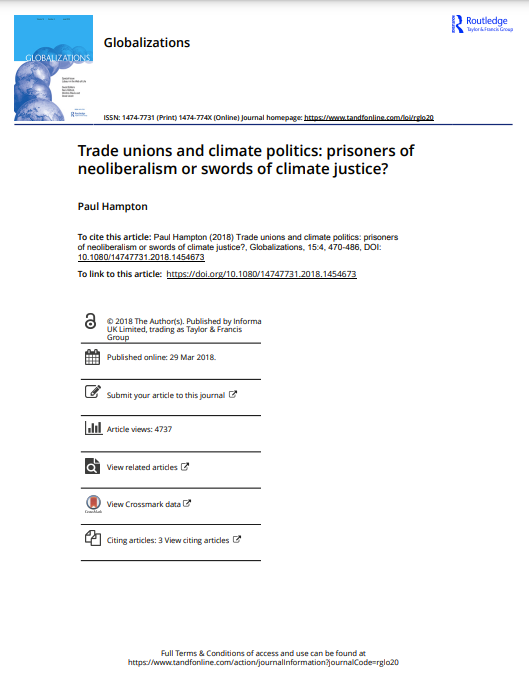 Routledge
Taylor & Francis Group
GLOBALIZATIONS
Globalizations
ISSN: 1474-7731 (Print) 1474-774X (Online) Journal homepage: https://www.tandfonline.com/loi/rglo20
Trade unions and climate politics: prisoners of
neoliberalism or swords of climate justice?
Paul Hampton
To cite this article: Paul Hampton (2018) Trade unions and climate politics: prisoners
of neoliberalism or swords of climate justice?, Globalizations, 15:4, 470-486, DOI:
10.1080/14747731.2018.1454673
To link to this article: https://doi.org/10.1080/14747731.2018.1454673
© 2018 The Author(s). Published by Informa
UK Limited, trading as Taylor & Francis
Group
Published online: 29 Mar 2018.
Submit your article to this journal
Article views: 4737
View related articles
View Crossmark data
CrossMark
Citing articles: 3 View citing articles
Full Terms & Conditions of access and use can be found at
https://www.tandfonline.com/action/journalInformation?journalCode=rglo20